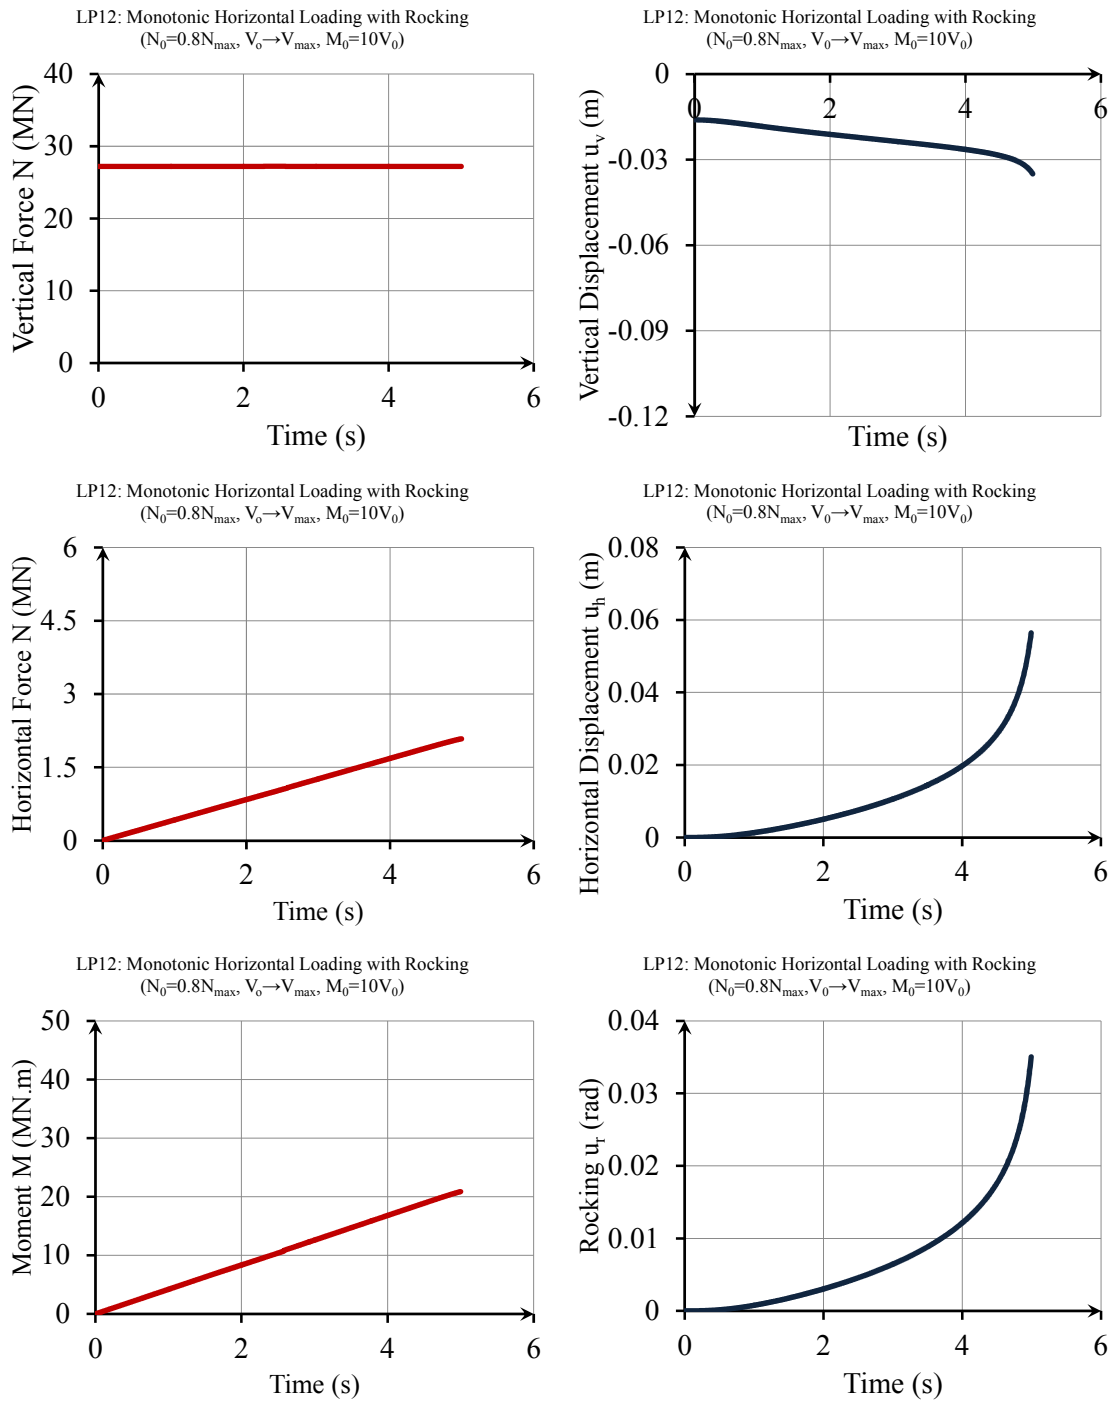 LP12: Monotonic Horizontal Loading with Rocking
(N₀=0.8Nₘₐₓ, Vₒ→Vₘₐₓ, M₀=10V₀)
Vertical Force N (MN)
40
30
20
10
0
0 2 4 6
Time (s)
LP12: Monotonic Horizontal Loading with Rocking
(N₀=0.8Nₘₐₓ, V₀→Vₘₐₓ, M₀=10V₀)
Vertical Displacement uᵥ (m)
0
0 2 4 6
-0.03
-0.06
-0.09
-0.12
Time (s)
LP12: Monotonic Horizontal Loading with Rocking
(N₀=0.8Nₘₐₓ, Vₒ→Vₘₐₓ, M₀=10V₀)
Horizontal Force N (MN)
6
4.5
3
1.5
0
0 2 4 6
Time (s)
LP12: Monotonic Horizontal Loading with Rocking
(N₀=0.8Nₘₐₓ, V₀→Vₘₐₓ, M₀=10V₀)
Horizontal Displacement uₕ (m)
0.08
0.06
0.04
0.02
0
0 2 4 6
Time (s)
LP12: Monotonic Horizontal Loading with Rocking
(N₀=0.8Nₘₐₓ, Vₒ→Vₘₐₓ, M₀=10V₀)
Moment M (MN.m)
50
40
30
20
10
0
0 2 4 6
Time (s)
LP12: Monotonic Horizontal Loading with Rocking
(N₀=0.8Nₘₐₓ,V₀→Vₘₐₓ, M₀=10V₀)
Rocking uᵣ (rad)
0.04
0.03
0.02
0.01
0
0 2 4 6
Time (s)